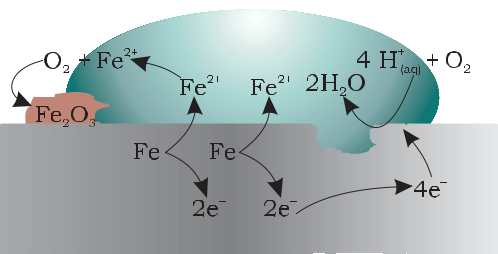 O₂ + Fe²⁺
4 H⁺(aq) + O₂
Fe²⁺
Fe²⁺
2H₂O
Fe₂O₃
Fe
Fe
2e⁻
2e⁻
4e⁻